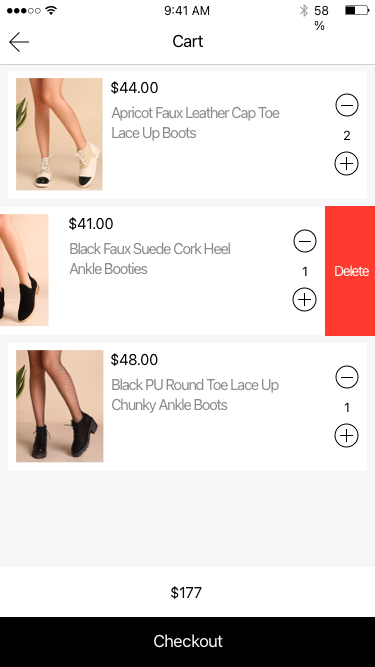 9:41 AM
58
%
Cart
$44.00
Apricot Faux Leather Cap Toe
Lace Up Boots
2
$41.00
Black Faux Suede Cork Heel
Ankle Booties
1
Delete
$48.00
Black PU Round Toe Lace Up
Chunky Ankle Boots
1
$177
Checkout